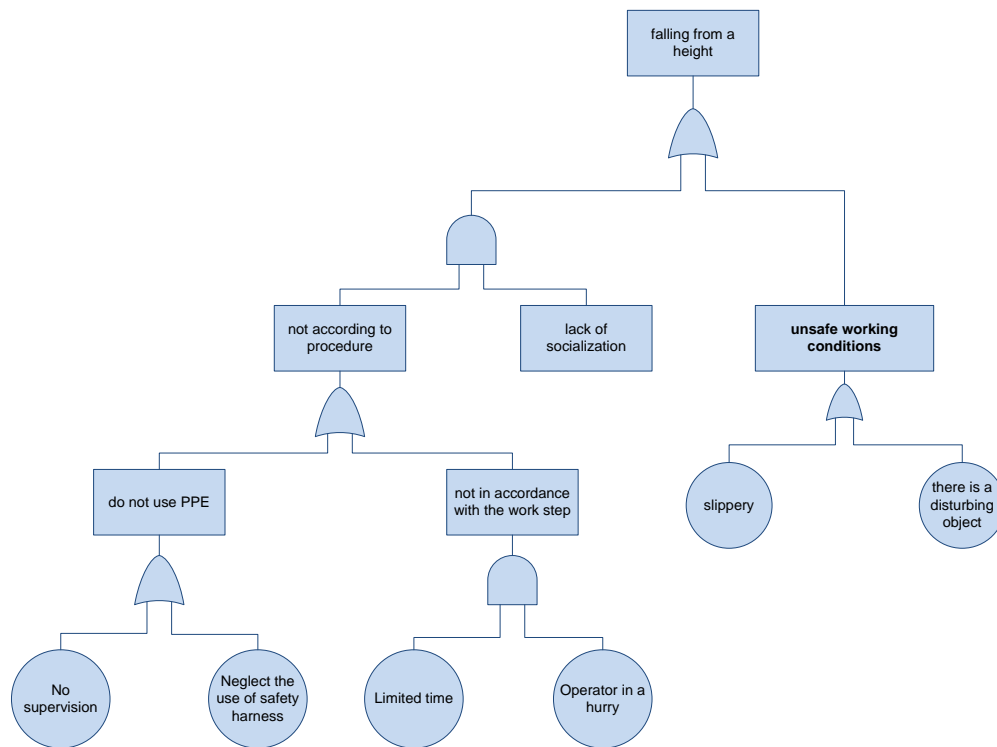 falling from a
height
not according to
procedure
lack of
socialization
unsafe working
conditions
do not use PPE
not in accordance
with the work step
slippery
there is a
disturbing
object
No
supervision
Neglect the
use of safety
harness
Limited time
Operator in a
hurry